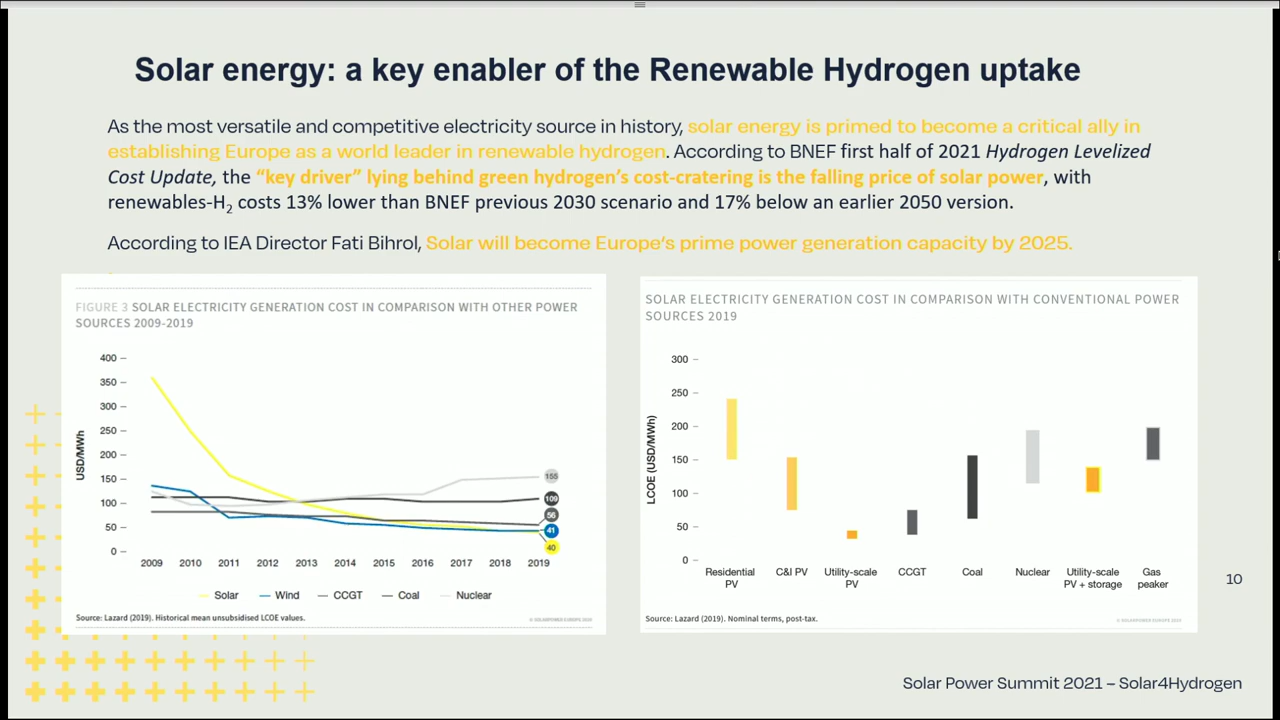 Solar energy: a key enabler of the Renewable Hydrogen uptake
As the most versatile and competitive electricity source in history, solar energy is primed to become a critical ally in
establishing Europe as a world leader in renewable hydrogen. According to BNEF first half of 2021 Hydrogen Levelized
Cost Update, the “key driver” lying behind green hydrogen’s cost-cratering is the falling price of solar power, with
renewables-H2 costs 13% lower than BNEF previous 2030 scenario and 17% below an earlier 2050 version.
According to IEA Director Fati Bihrol, Solar will become Europe’s prime power generation capacity by 2025.
FIGURE 3 SOLAR ELECTRICITY GENERATION COST IN COMPARISON WITH OTHER POWER
SOURCES 2009-2019
USD/MWh
400
350
300
250
200
150
100
50
0
155
109
56
41
40
2009 2010 2011 2012 2013 2014 2015 2016 2017 2018 2019
Solar Wind CCGT Coal Nuclear
Source: Lazard (2019). Historical mean unsubsidised LCOE values.
© SOLARPOWER EUROPE 2020
SOLAR ELECTRICITY GENERATION COST IN COMPARISON WITH CONVENTIONAL POWER
SOURCES 2019
LCOE (USD/MWh)
300
250
200
150
100
50
0
Residential PV
C&I PV
Utility-scale PV
CCGT
Coal
Nuclear
Utility-scale PV + storage
Gas peaker
Source: Lazard (2019). Nominal terms, post-tax.
© SOLARPOWER EUROPE 2020
10
Solar Power Summit 2021 – Solar4Hydrogen